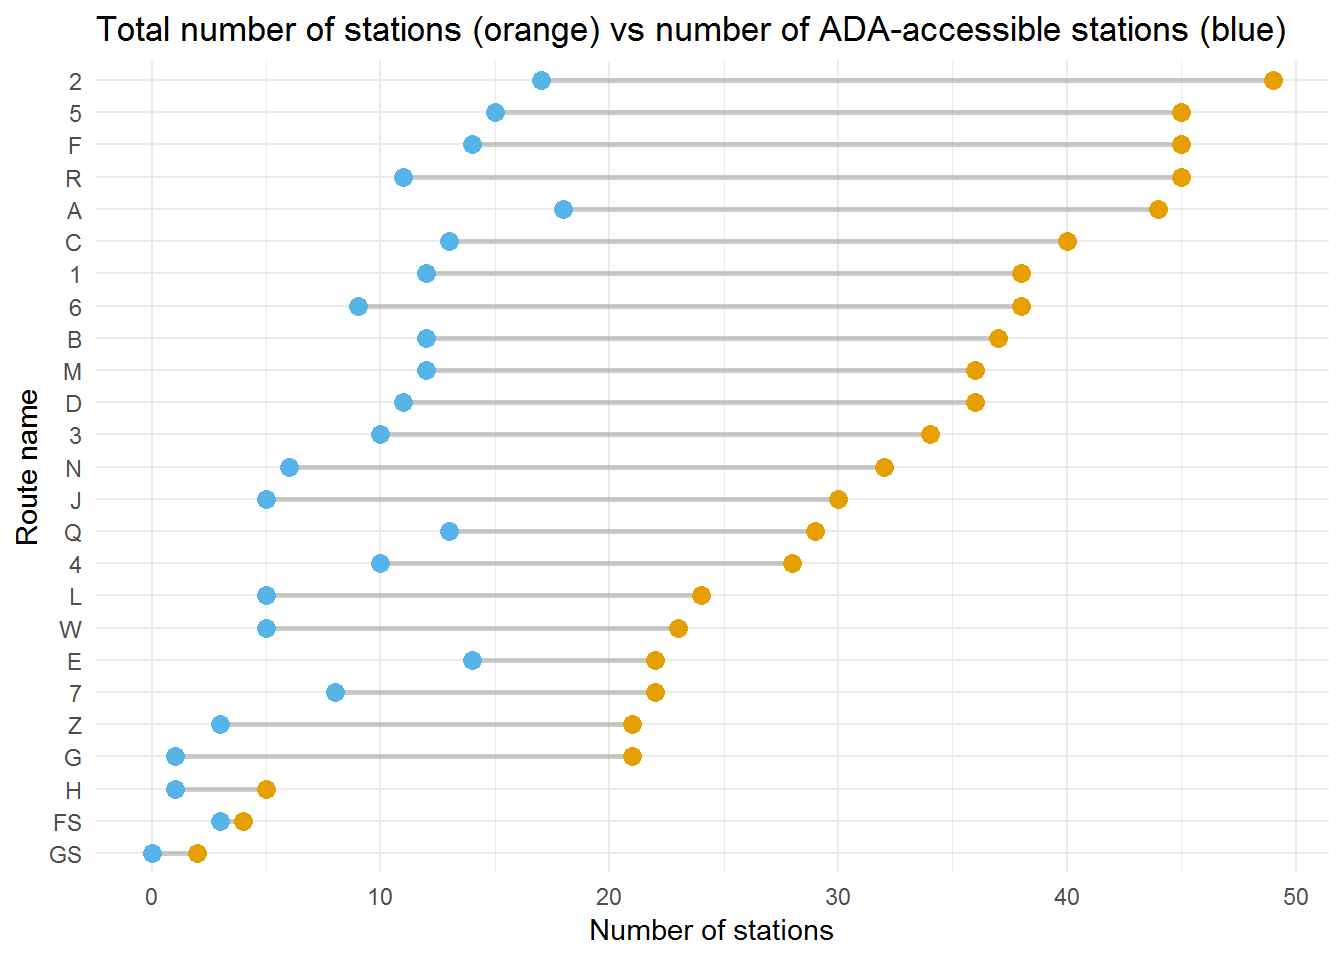 Total number of stations (orange) vs number of ADA-accessible stations (blue)
2
5
F
R
A
C
1
6
B
M
D
3
N
J
Q
4
L
W
E
7
Z
G
H
FS
GS
Route name
0 10 20 30 40 50
Number of stations